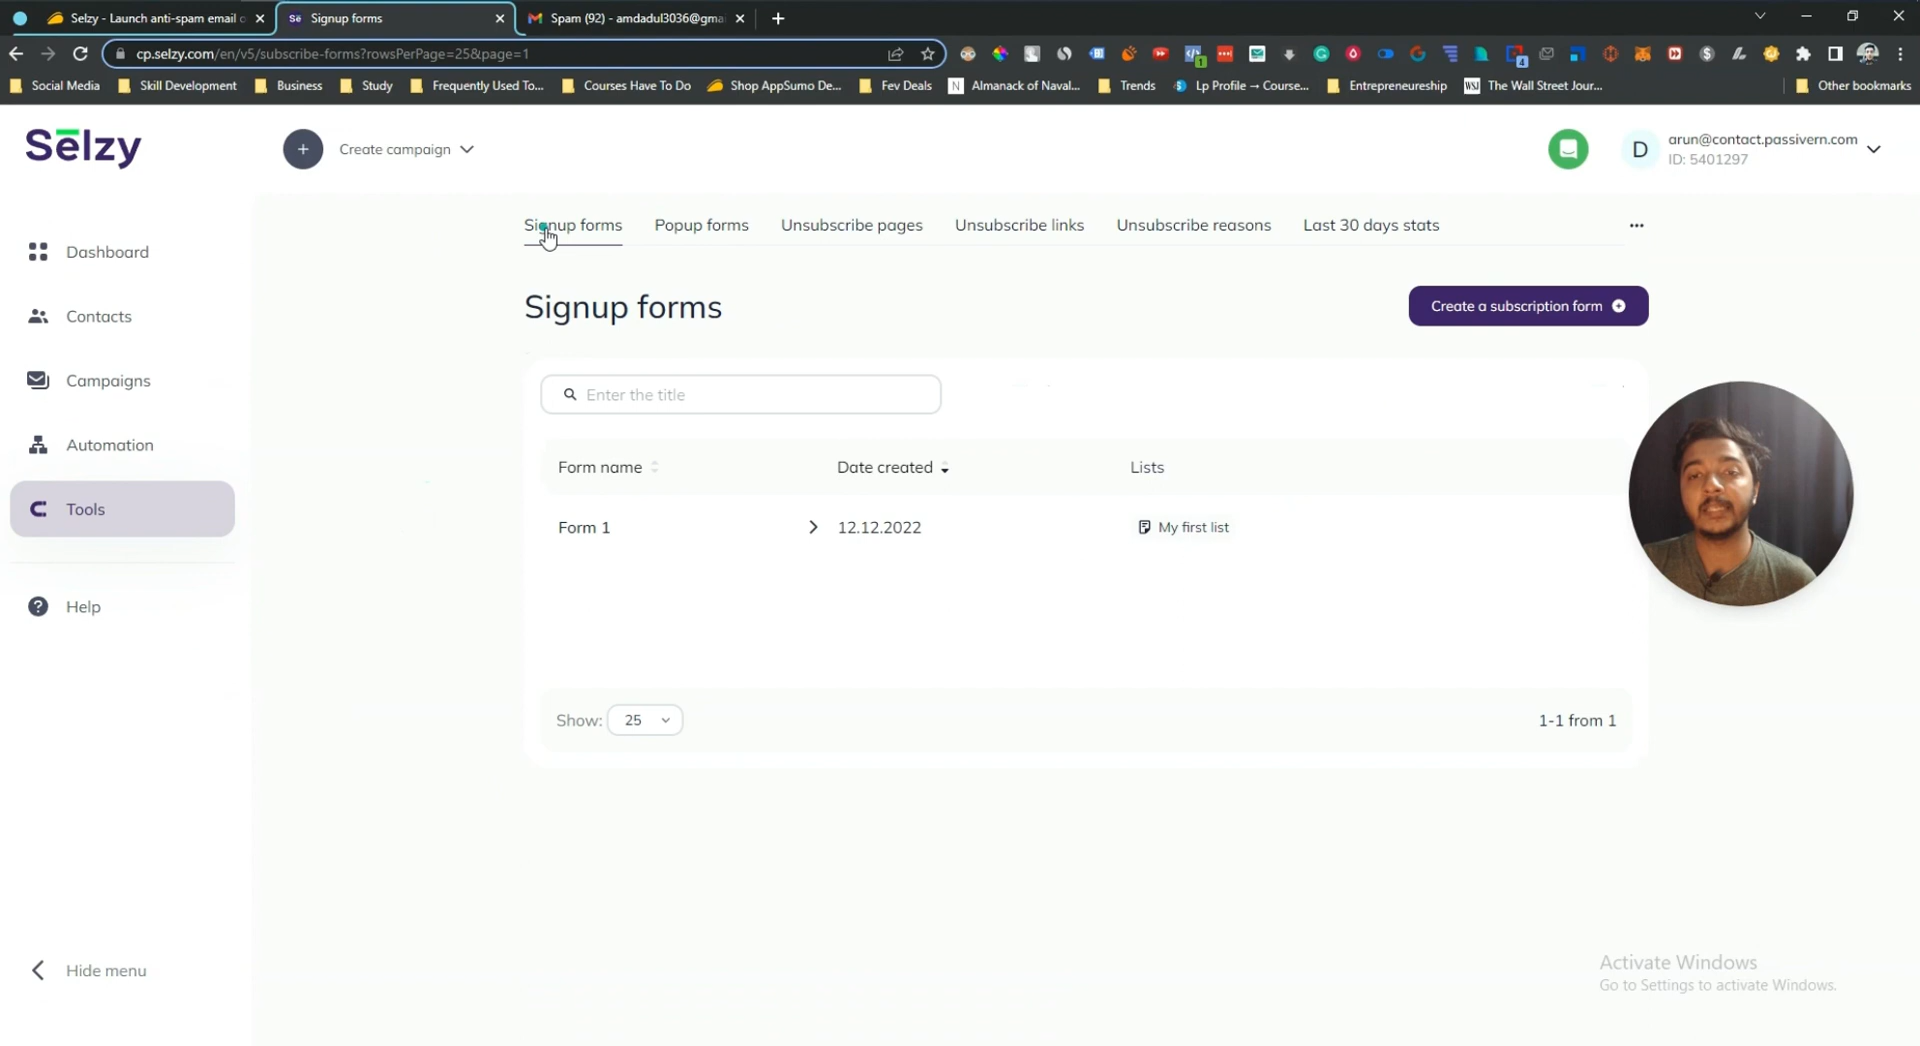 Selzy - Launch anti-spam email
Signup forms
Spam (92) - amdadul3036@gma
cp.selzy.com/en/v5/subscribe-forms?rowsPerPage=25&page=1
Social Media
Skill Development
Business
Study
Frequently Used To...
Courses Have To Do
Shop AppSumo De...
Fev Deals
Almanack of Naval...
Trends
Lp Profile → Course...
Entrepreneureship
The Wall Street Jour...
Other bookmarks
Selzy
Create campaign
D
arun@contact.passivern.com
ID: 5401297
Signup forms
Popup forms
Unsubscribe pages
Unsubscribe links
Unsubscribe reasons
Last 30 days stats
Dashboard
Contacts
Campaigns
Automation
Tools
Help
Hide menu
Signup forms
Create a subscription form
Enter the title
Form name
Date created
Lists
Form 1
12.12.2022
My first list
Show: 25
1-1 from 1
Activate Windows
Go to Settings to activate Windows.